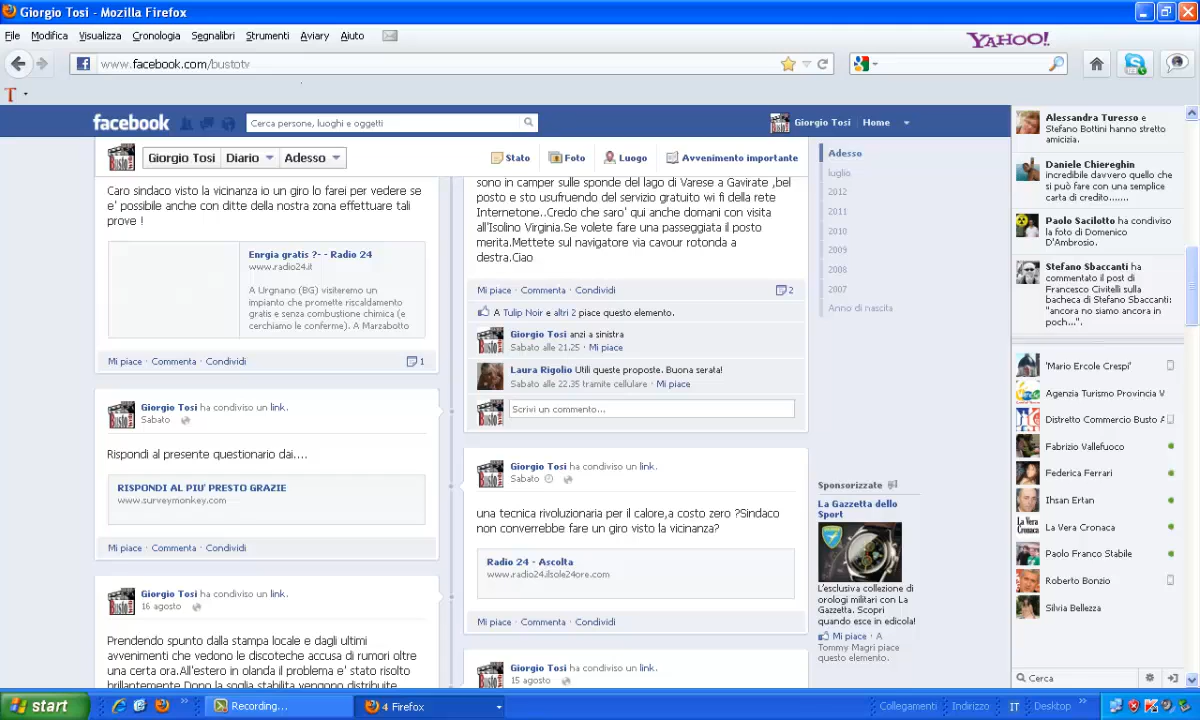 Giorgio Tosi - Mozilla Firefox
File Modifica Visualizza Cronologia Segnalibri Strumenti Aviary Aiuto
YAHOO!
www.facebook.com/bustotv
T
facebook
Cerca persone, luoghi e oggetti
Giorgio Tosi Home
Giorgio Tosi Diario Adesso
Stato Foto Luogo Avvenimento importante
Caro sindaco visto la vicinanza io un giro lo farei per vedere se
e' possibile anche con ditte della nostra zona effettuare tali
prove !
Enrgia gratis ?- - Radio 24
www.radio24.it
A Urgnano (BG) visiteremo un
impianto che promette riscaldamento
gratis e senza combustione chimica (e
cerchiamo le conferme). A Marzabotto
Mi piace · Commenta · Condividi 1
Giorgio Tosi ha condiviso un link.
Sabato
Rispondi al presente questionario dai....
RISPONDI AL PIU' PRESTO GRAZIE
www.surveymonkey.com
Mi piace · Commenta · Condividi
Giorgio Tosi ha condiviso un link.
16 agosto
Prendendo spunto dalla stampa locale e dagli ultimi
avvenimenti che vedono le discoteche accusa di rumori oltre
una certa ora.All'estero in olanda il problema e' stato risolto
brillantemente.Dopo la soglia stabilita vengono distribuite
sono in camper sulle sponde del lago di Varese a Gavirate ,bel
posto e sto usufruendo del servizio gratuito wi fi della rete
Internetone..Credo che saro' qui anche domani con visita
all'Isolino Virginia.Se volete fare una passeggiata il posto
merita.Mettete sul navigatore via cavour rotonda a
destra.Ciao
Mi piace · Commenta · Condividi 2
A Tulip Noir e altri 2 piace questo elemento.
Giorgio Tosi anzi a sinistra
Sabato alle 21.25 · Mi piace
Laura Rigolio Utili queste proposte. Buona serata!
Sabato alle 22.35 tramite cellulare · Mi piace
Scrivi un commento...
Giorgio Tosi ha condiviso un link.
Sabato
una tecnica rivoluzionaria per il calore,a costo zero ?Sindaco
non converrebbe fare un giro visto la vicinanza?
Radio 24 - Ascolta
www.radio24.ilsole24ore.com
Mi piace · Commenta · Condividi
Giorgio Tosi ha condiviso un link.
15 agosto
Adesso
luglio
2012
2011
2010
2009
2008
2007
Anno di nascita
Sponsorizzate
La Gazzetta dello
Sport
L'esclusiva collezione di
orologi militari con La
Gazzetta. Scopri
quando esce in edicola!
Mi piace · A
Tommy Magri piace
questo elemento.
Alessandra Turesso e
Stefano Bottini hanno stretto
amicizia.
Daniele Chiereghin
incredibile davvero quello che
si può fare con una semplice
carta di credito.......
Paolo Sacilotto ha condiviso
la foto di Domenico
D'Ambrosio.
Stefano Sbaccanti ha
commentato il post di
Francesco Civitelli sulla
bacheca di Stefano Sbaccanti:
"ancora no siamo ancora in
poch...".
'Mario Ercole Crespi'
Agenzia Turismo Provincia V
Distretto Commercio Busto A
Fabrizio Vallefuoco
Federica Ferrari
Ihsan Ertan
La Vera Cronaca
Paolo Franco Stabile
Roberto Bonzio
Silvia Bellezza
Cerca
start
Recording...
4 Firefox
Collegamenti Indirizzo IT Desktop